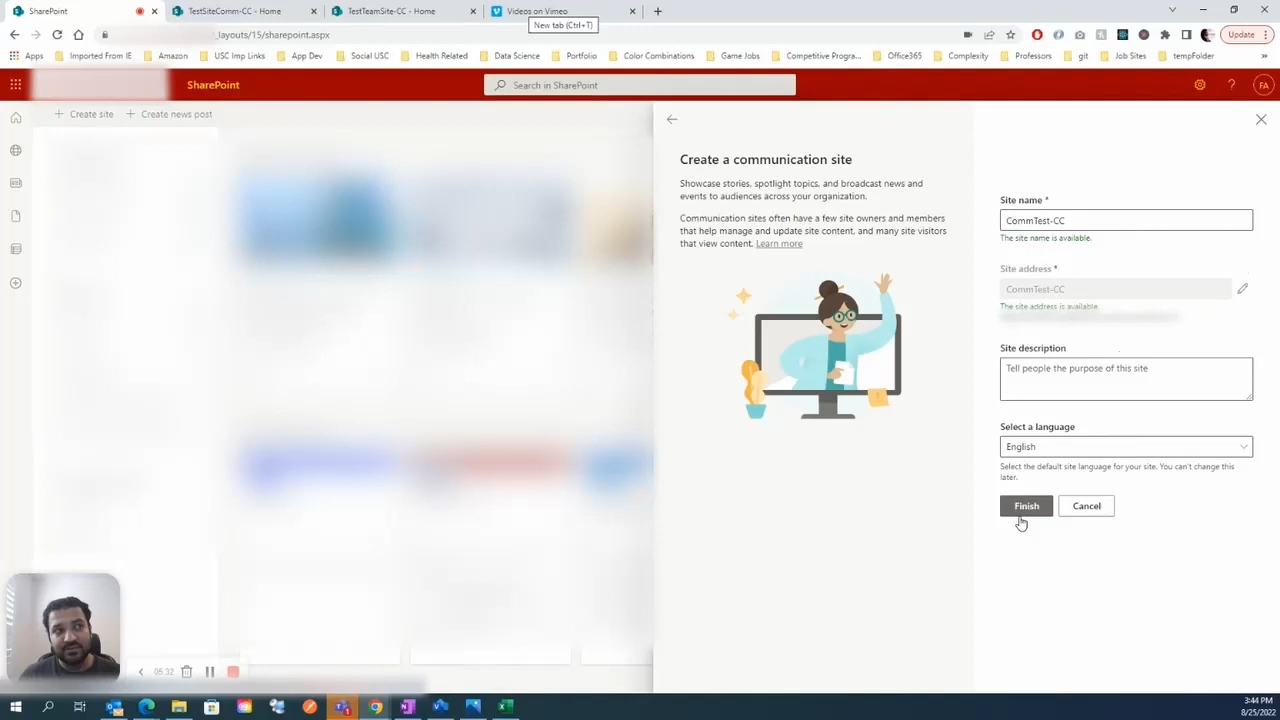 SharePoint
TestSiteComm-CC - Home
TestTeamSite-CC - Home
Videos on Vimeo
New tab (Ctrl+T)
_layouts/15/sharepoint.aspx
Update
Apps
Imported From IE
Amazon
USC Imp Links
App Dev
Social USC
Health Related
Data Science
Portfolio
Color Combinations
Game Jobs
Competitive Progra...
Office365
Complexity
Professors
git
Job Sites
tempFolder
SharePoint
Search in SharePoint
?
FA
+ Create site
+ Create news post
Create a communication site
Showcase stories, spotlight topics, and broadcast news and
events to audiences across your organization.
Communication sites often have a few site owners and members
that help manage and update site content, and many site visitors
that view content. Learn more
Site name *
CommTest-CC
The site name is available.
Site address *
CommTest-CC
The site address is available.
Site description
Tell people the purpose of this site
Select a language
English
Select the default site language for your site. You can't change this
later.
Finish
Cancel
05:32
3:44 PM
8/25/2022